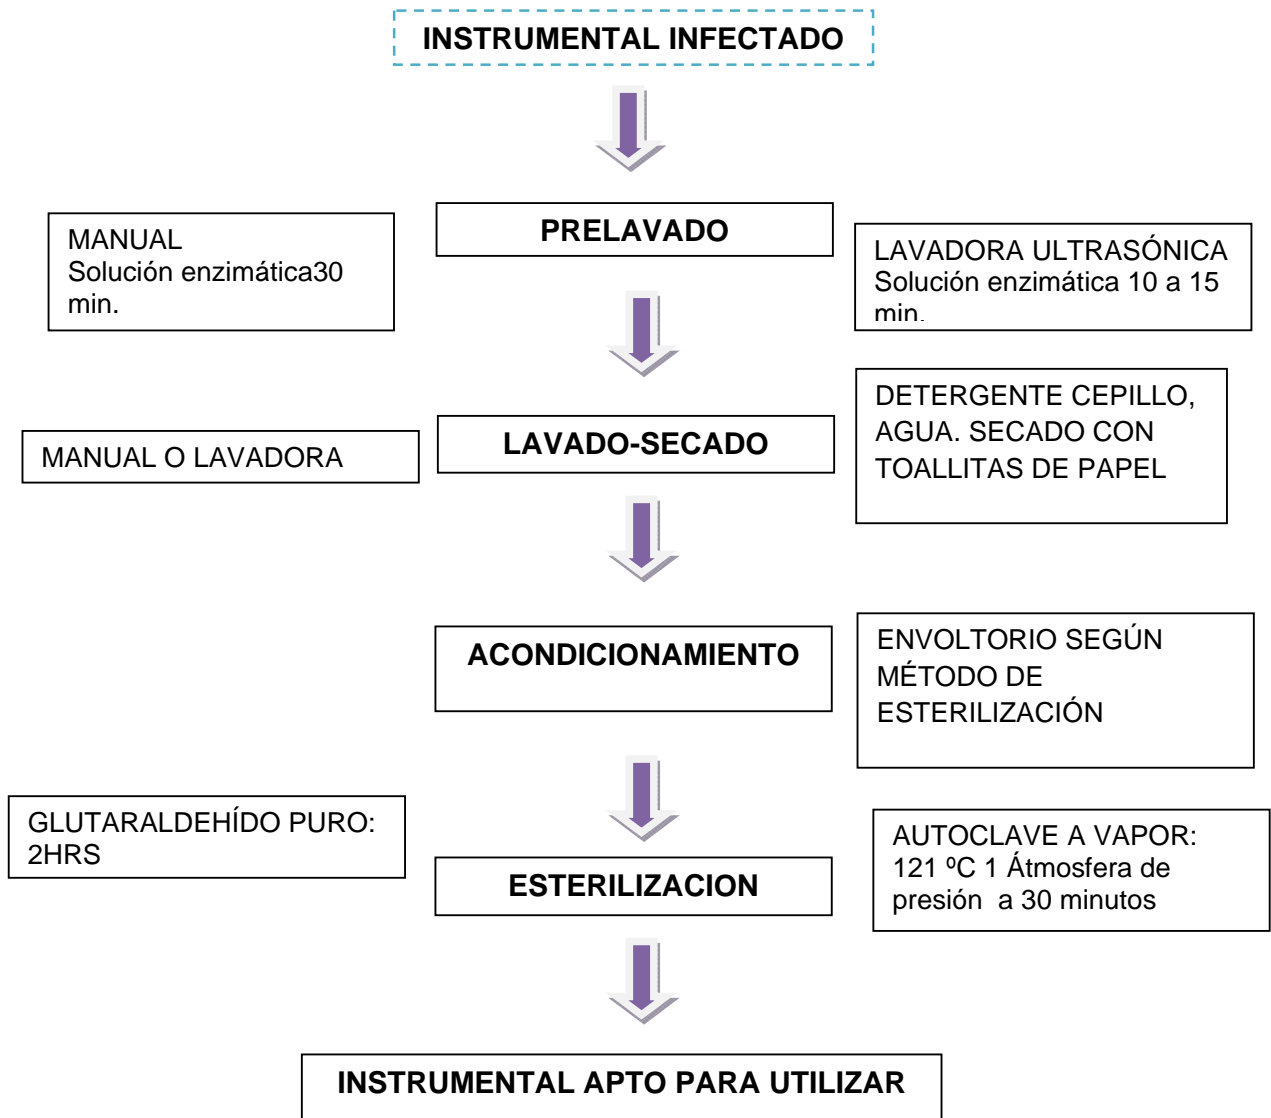 INSTRUMENTAL INFECTADO
PRELAVADO
MANUAL
Solución enzimática30
min.
LAVADORA ULTRASÓNICA
Solución enzimática 10 a 15
min.
LAVADO-SECADO
MANUAL O LAVADORA
DETERGENTE CEPILLO,
AGUA. SECADO CON
TOALLITAS DE PAPEL
ACONDICIONAMIENTO
ENVOLTORIO SEGÚN
MÉTODO DE
ESTERILIZACIÓN
GLUTARALDEHÍDO PURO:
2HRS
ESTERILIZACION
AUTOCLAVE A VAPOR:
121 ºC 1 Átmosfera de
presión  a 30 minutos
INSTRUMENTAL APTO PARA UTILIZAR